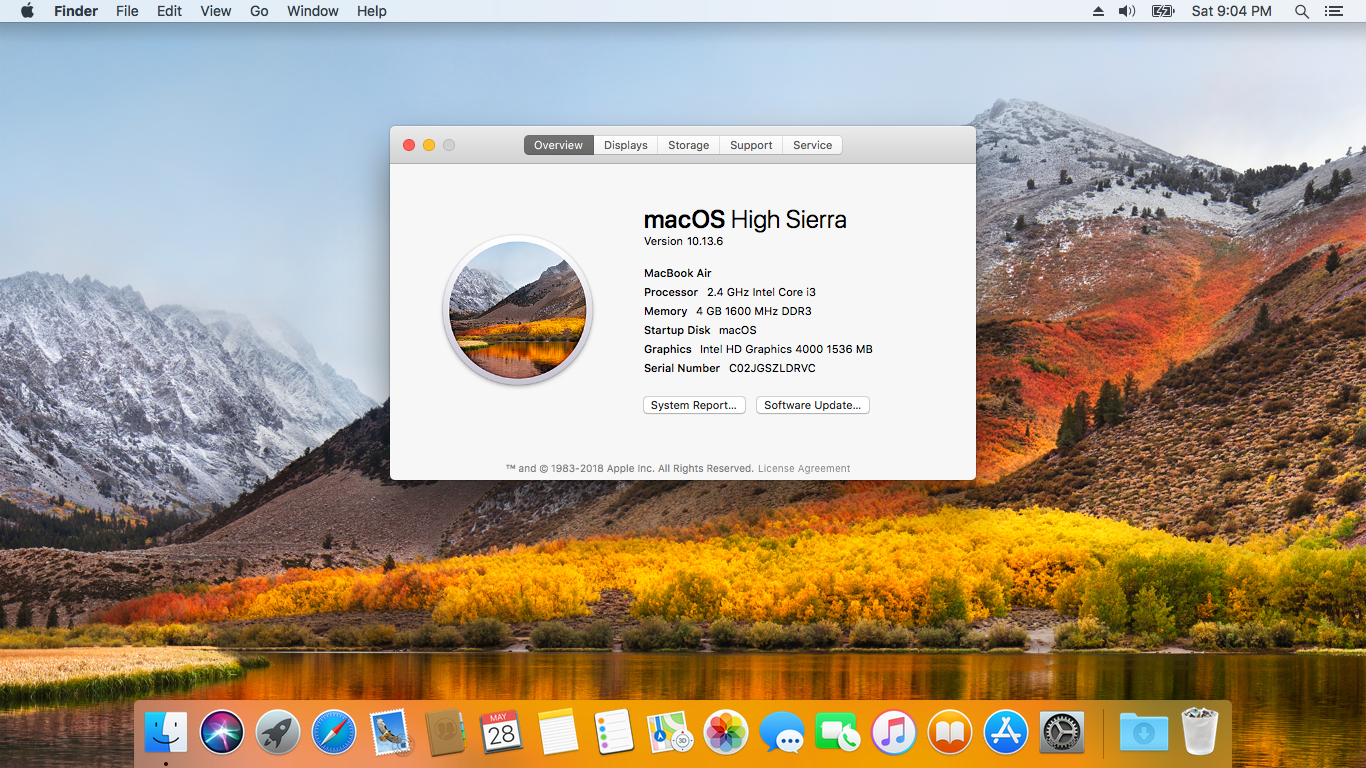 Finder File Edit View Go Window Help Sat 9:04 PM
Overview Displays Storage Support Service
macOS High Sierra
Version 10.13.6
MacBook Air
Processor 2.4 GHz Intel Core i3
Memory 4 GB 1600 MHz DDR3
Startup Disk macOS
Graphics Intel HD Graphics 4000 1536 MB
Serial Number C02JGSZLDRVC
System Report... Software Update...
™ and © 1983-2018 Apple Inc. All Rights Reserved. License Agreement
MAY
28
3D